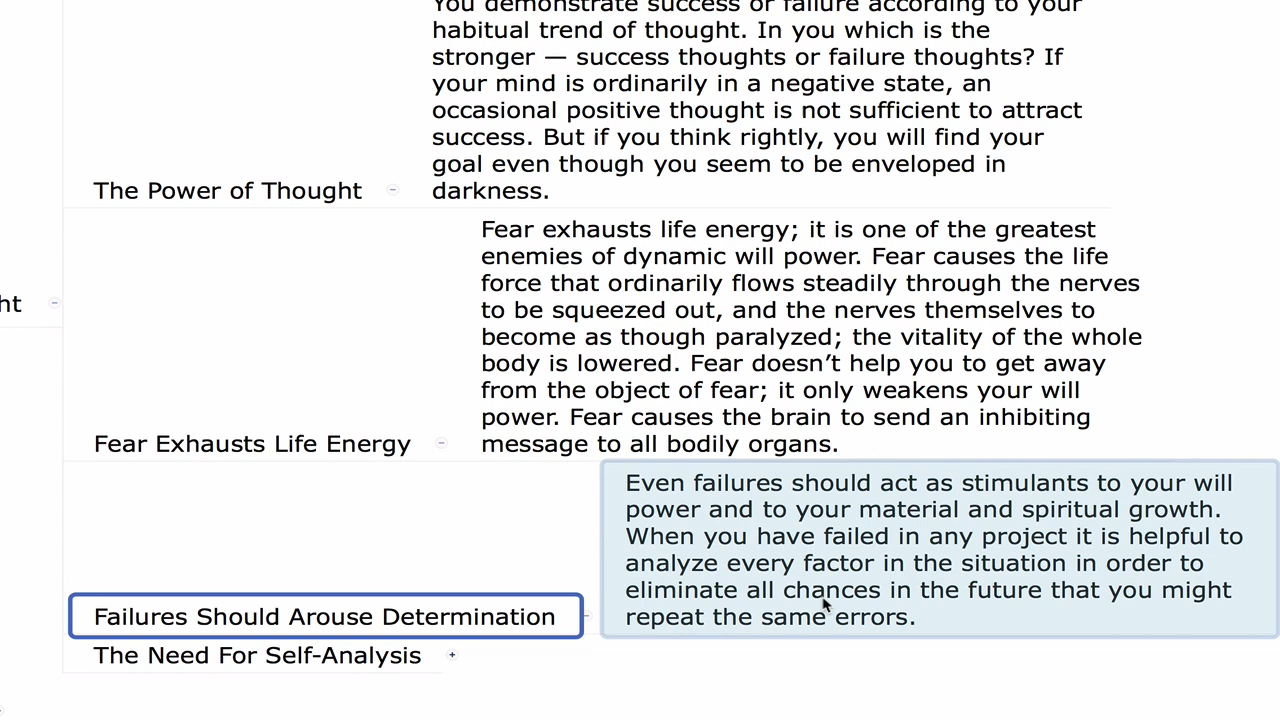 You demonstrate success or failure according to your
habitual trend of thought. In you which is the
stronger — success thoughts or failure thoughts? If
your mind is ordinarily in a negative state, an
occasional positive thought is not sufficient to attract
success. But if you think rightly, you will find your
goal even though you seem to be enveloped in
darkness.
The Power of Thought
Fear exhausts life energy; it is one of the greatest
enemies of dynamic will power. Fear causes the life
force that ordinarily flows steadily through the nerves
to be squeezed out, and the nerves themselves to
become as though paralyzed; the vitality of the whole
body is lowered. Fear doesn’t help you to get away
from the object of fear; it only weakens your will
power. Fear causes the brain to send an inhibiting
message to all bodily organs.
ht
Fear Exhausts Life Energy
Even failures should act as stimulants to your will
power and to your material and spiritual growth.
When you have failed in any project it is helpful to
analyze every factor in the situation in order to
eliminate all chances in the future that you might
repeat the same errors.
Failures Should Arouse Determination
The Need For Self-Analysis